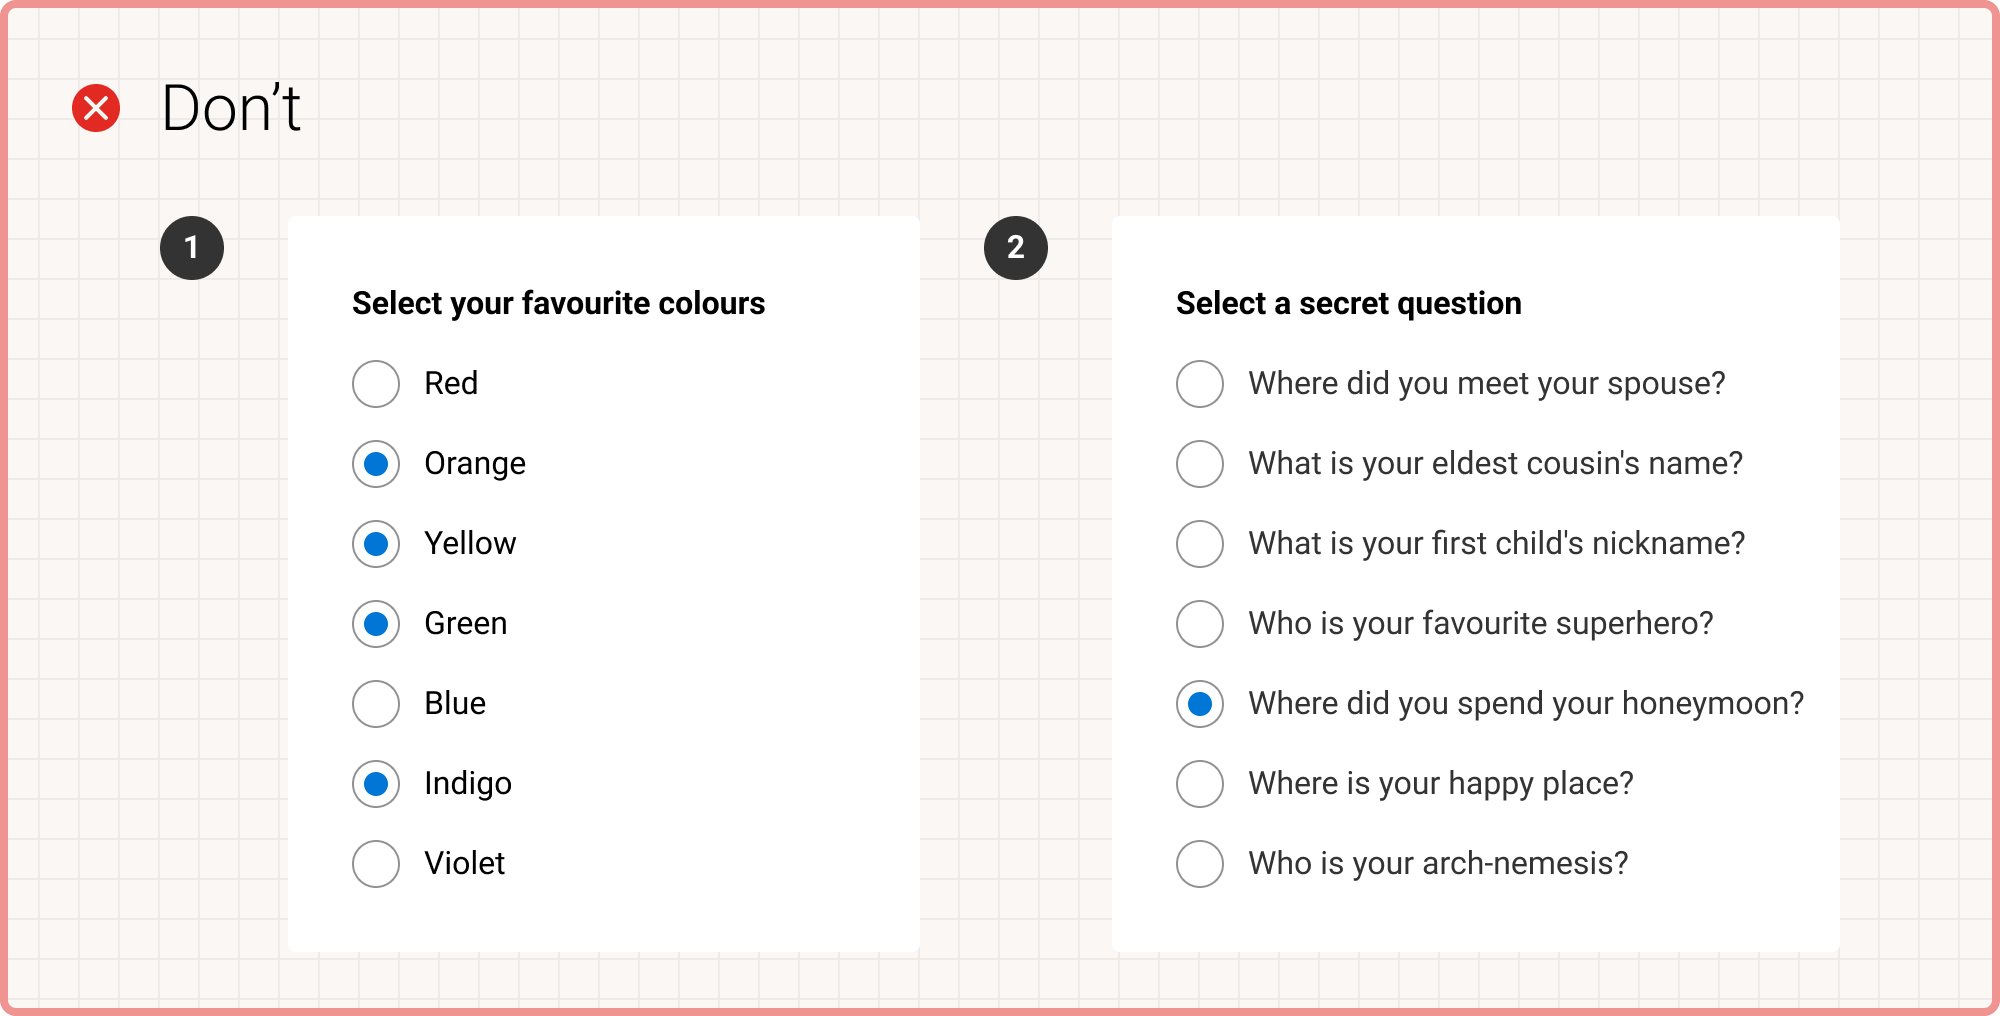 Don’t
1
Select your favourite colours
Red
Orange
Yellow
Green
Blue
Indigo
Violet
2
Select a secret question
Where did you meet your spouse?
What is your eldest cousin's name?
What is your first child's nickname?
Who is your favourite superhero?
Where did you spend your honeymoon?
Where is your happy place?
Who is your arch-nemesis?